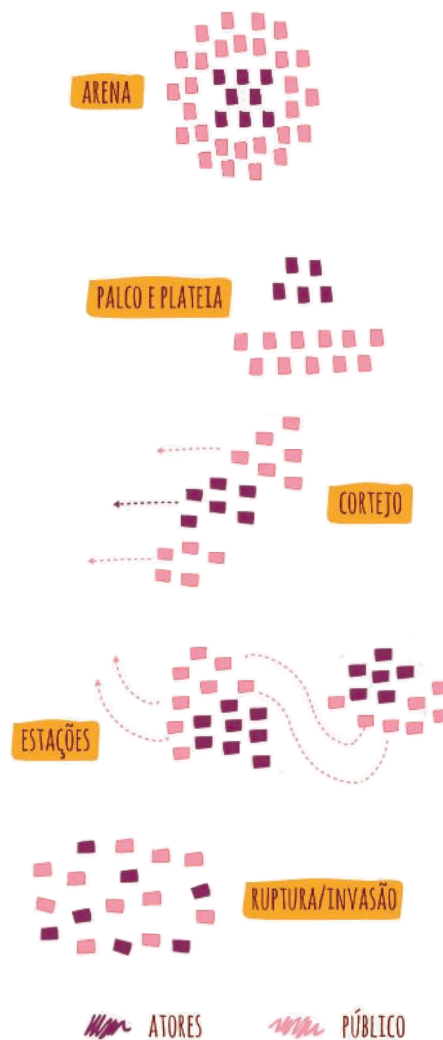 ARENA
PALCO E PLATEIA
CORTEJO
ESTAÇÕES
RUPTURA/INVASÃO
ATORES PÚBLICO